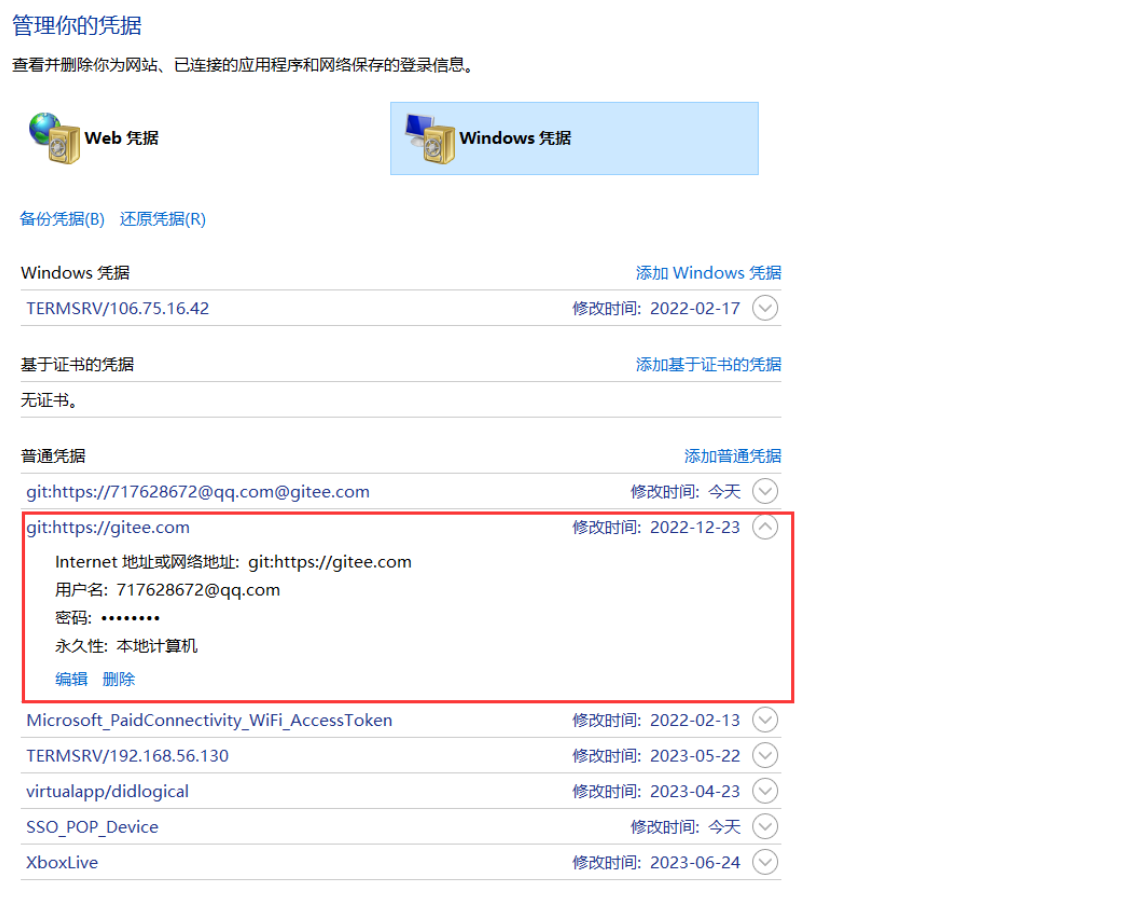 管理你的凭据
查看并删除你为网站、已连接的应用程序和网络保存的登录信息。
Web 凭据 Windows 凭据
备份凭据(B) 还原凭据(R)
Windows 凭据 添加 Windows 凭据
TERMSRV/106.75.16.42 修改时间: 2022-02-17
基于证书的凭据 添加基于证书的凭据
无证书。
普通凭据 添加普通凭据
git:https://717628672@qq.com@gitee.com 修改时间: 今天
git:https://gitee.com 修改时间: 2022-12-23
Internet 地址或网络地址: git:https://gitee.com
用户名: 717628672@qq.com
密码: ••••••••
永久性: 本地计算机
编辑 删除
Microsoft_PaidConnectivity_WiFi_AccessToken 修改时间: 2022-02-13
TERMSRV/192.168.56.130 修改时间: 2023-05-22
virtualapp/didlogical 修改时间: 2023-04-23
SSO_POP_Device 修改时间: 今天
XboxLive 修改时间: 2023-06-24